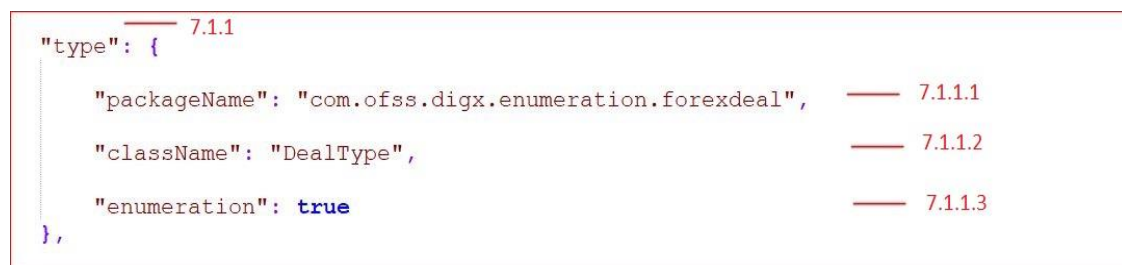 7.1.1
"type": {
"packageName": "com.ofss.digx.enumeration.forexdeal", 7.1.1.1
"className": "DealType", 7.1.1.2
"enumeration": true 7.1.1.3
},